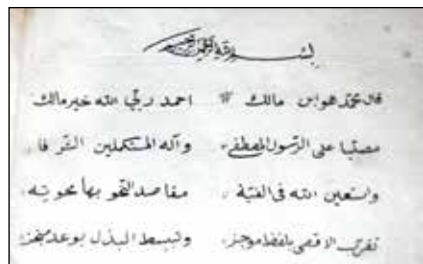 بسم الله الرحمن الرحيم
قال محمد هو ابن مالك احمد ربي الله خير مالك
مصليا على الرسول المصطفى وآله المستكملين الشرفا
واستعين الله في الفية مقاصد النحو بها محويه
تقرب الاقصى بلفظ موجز وتبسط البذل بوعد منجز